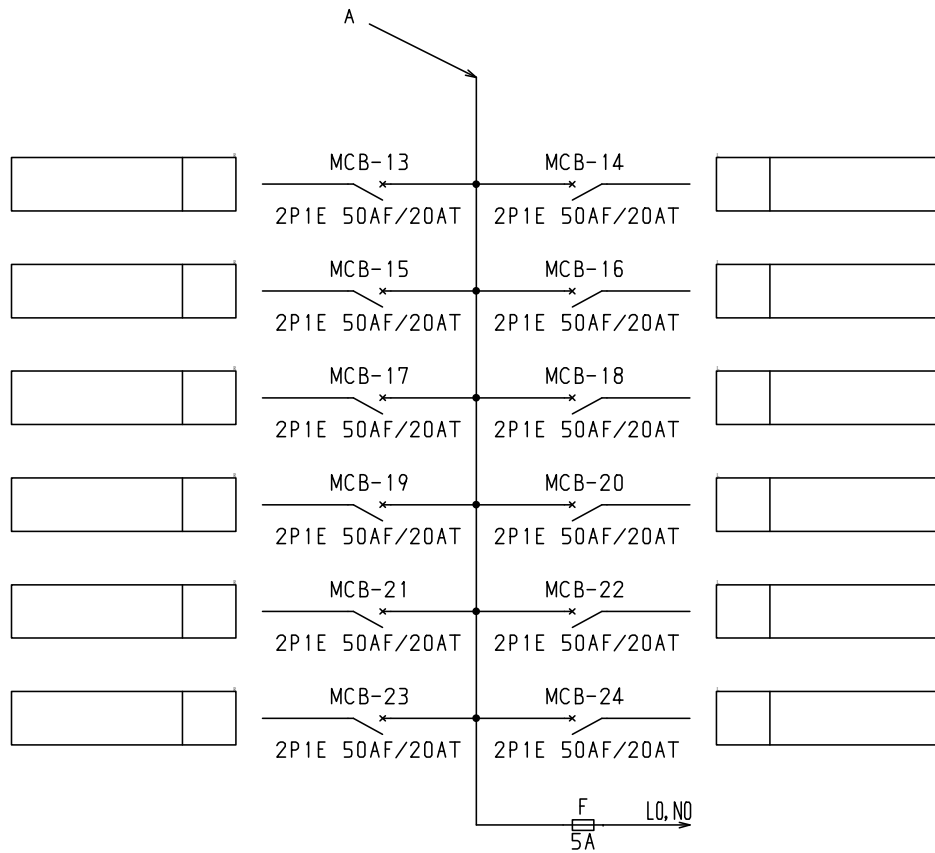 A
MCB-13 MCB-14
2P1E 50AF/20AT 2P1E 50AF/20AT
MCB-15 MCB-16
2P1E 50AF/20AT 2P1E 50AF/20AT
MCB-17 MCB-18
2P1E 50AF/20AT 2P1E 50AF/20AT
MCB-19 MCB-20
2P1E 50AF/20AT 2P1E 50AF/20AT
MCB-21 MCB-22
2P1E 50AF/20AT 2P1E 50AF/20AT
MCB-23 MCB-24
2P1E 50AF/20AT 2P1E 50AF/20AT
F L0,N0
5A